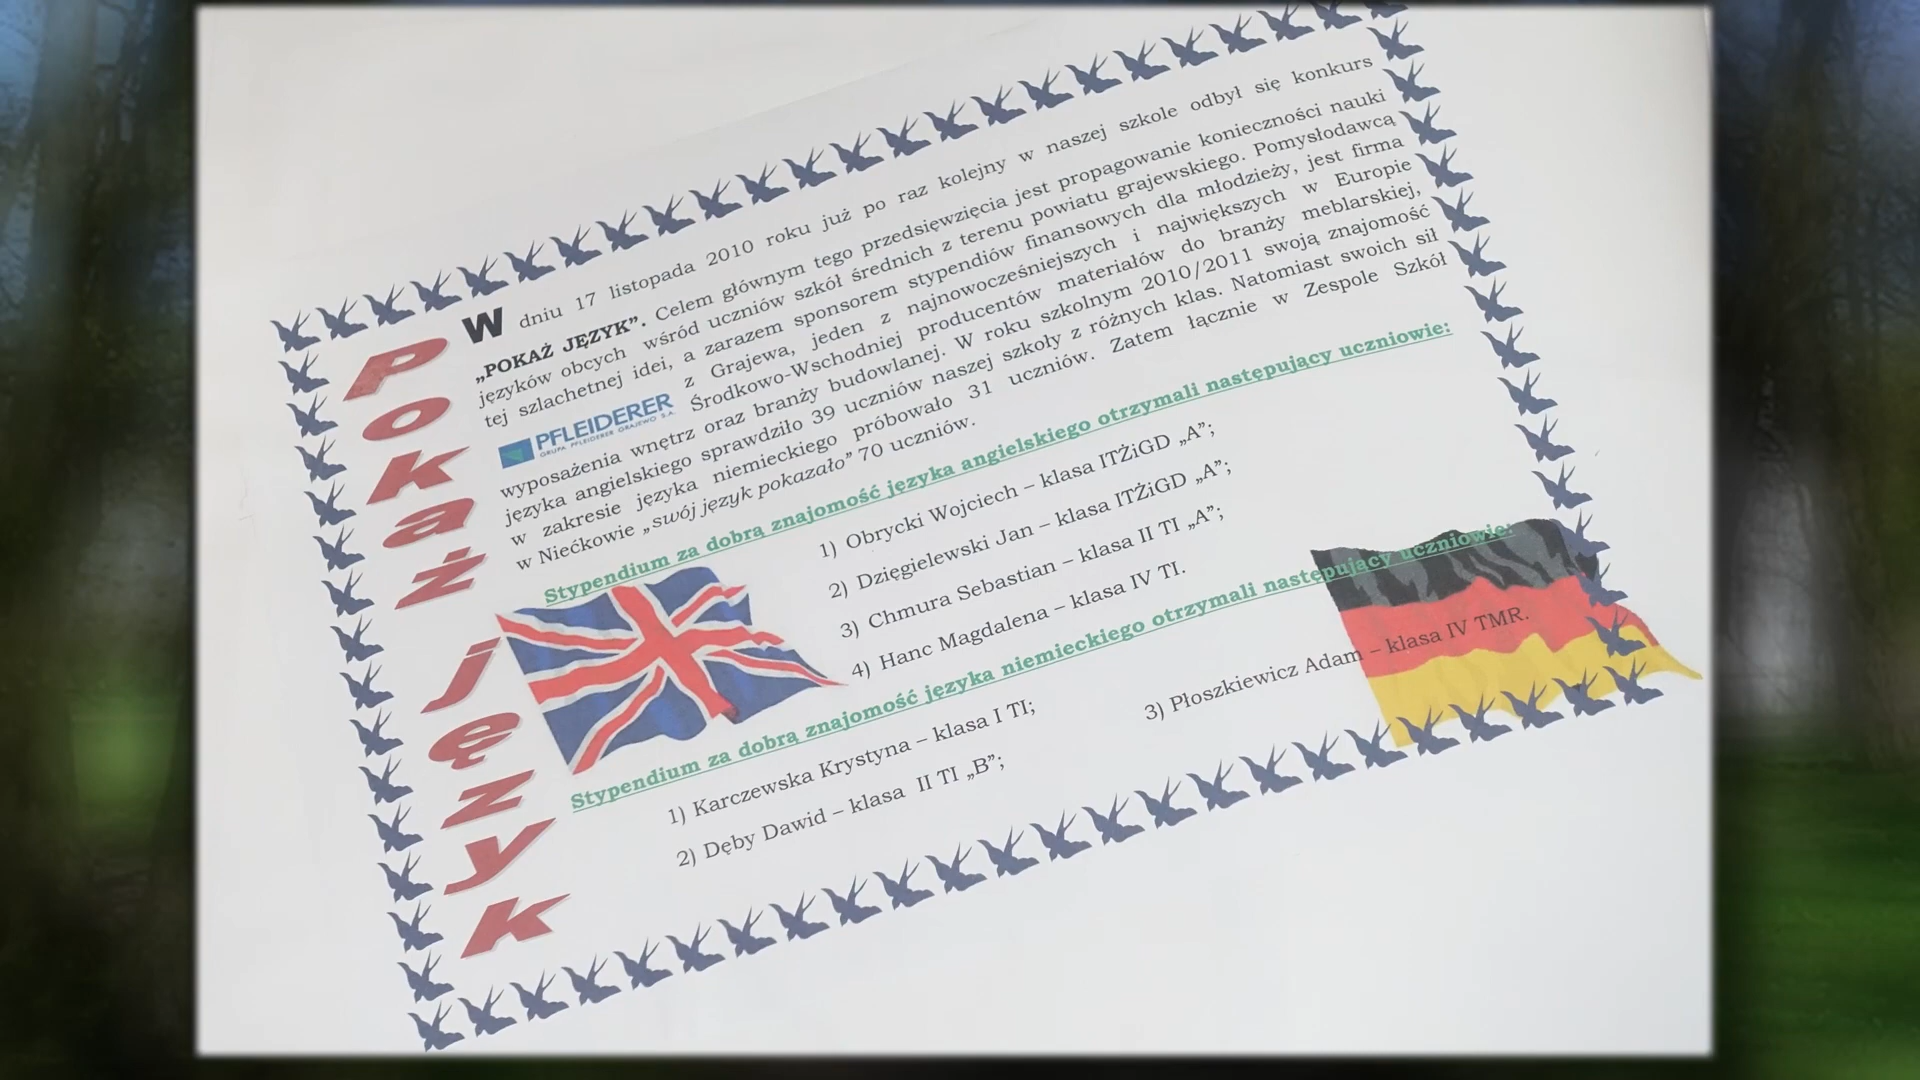 Pokaż język
W dniu 17 listopada 2010 roku już po raz kolejny w naszej szkole odbył się konkurs
„POKAŻ JĘZYK”. Celem głównym tego przedsięwzięcia jest propagowanie konieczności nauki
języków obcych wśród uczniów szkół średnich z terenu powiatu grajewskiego. Pomysłodawcą
tej szlachetnej idei, a zarazem sponsorem stypendiów finansowych dla młodzieży, jest firma
PFLEIDERER
GRUPA PFLEIDERER GRAJEWO S.A.
z Grajewa, jeden z najnowocześniejszych i największych w Europie
Środkowo-Wschodniej producentów materiałów do branży meblarskiej,
wyposażenia wnętrz oraz branży budowlanej. W roku szkolnym 2010/2011 swoją znajomość
języka angielskiego sprawdziło 39 uczniów naszej szkoły z różnych klas. Natomiast swoich sił
w zakresie języka niemieckiego próbowało 31 uczniów. Zatem łącznie w Zespole Szkół
w Niećkowie „swój język pokazało” 70 uczniów.
Stypendium za dobrą znajomość języka angielskiego otrzymali następujący uczniowie:
1) Obrycki Wojciech – klasa ITŻiGD „A”;
2) Dzięgielewski Jan – klasa ITŻiGD „A”;
3) Chmura Sebastian – klasa II TI „A”;
4) Hanc Magdalena – klasa IV TI.
Stypendium za dobrą znajomość języka niemieckiego otrzymali następujący uczniowie:
1) Karczewska Krystyna – klasa I TI;
2) Dęby Dawid – klasa II TI „B”;
3) Płoszkiewicz Adam – klasa IV TMR.